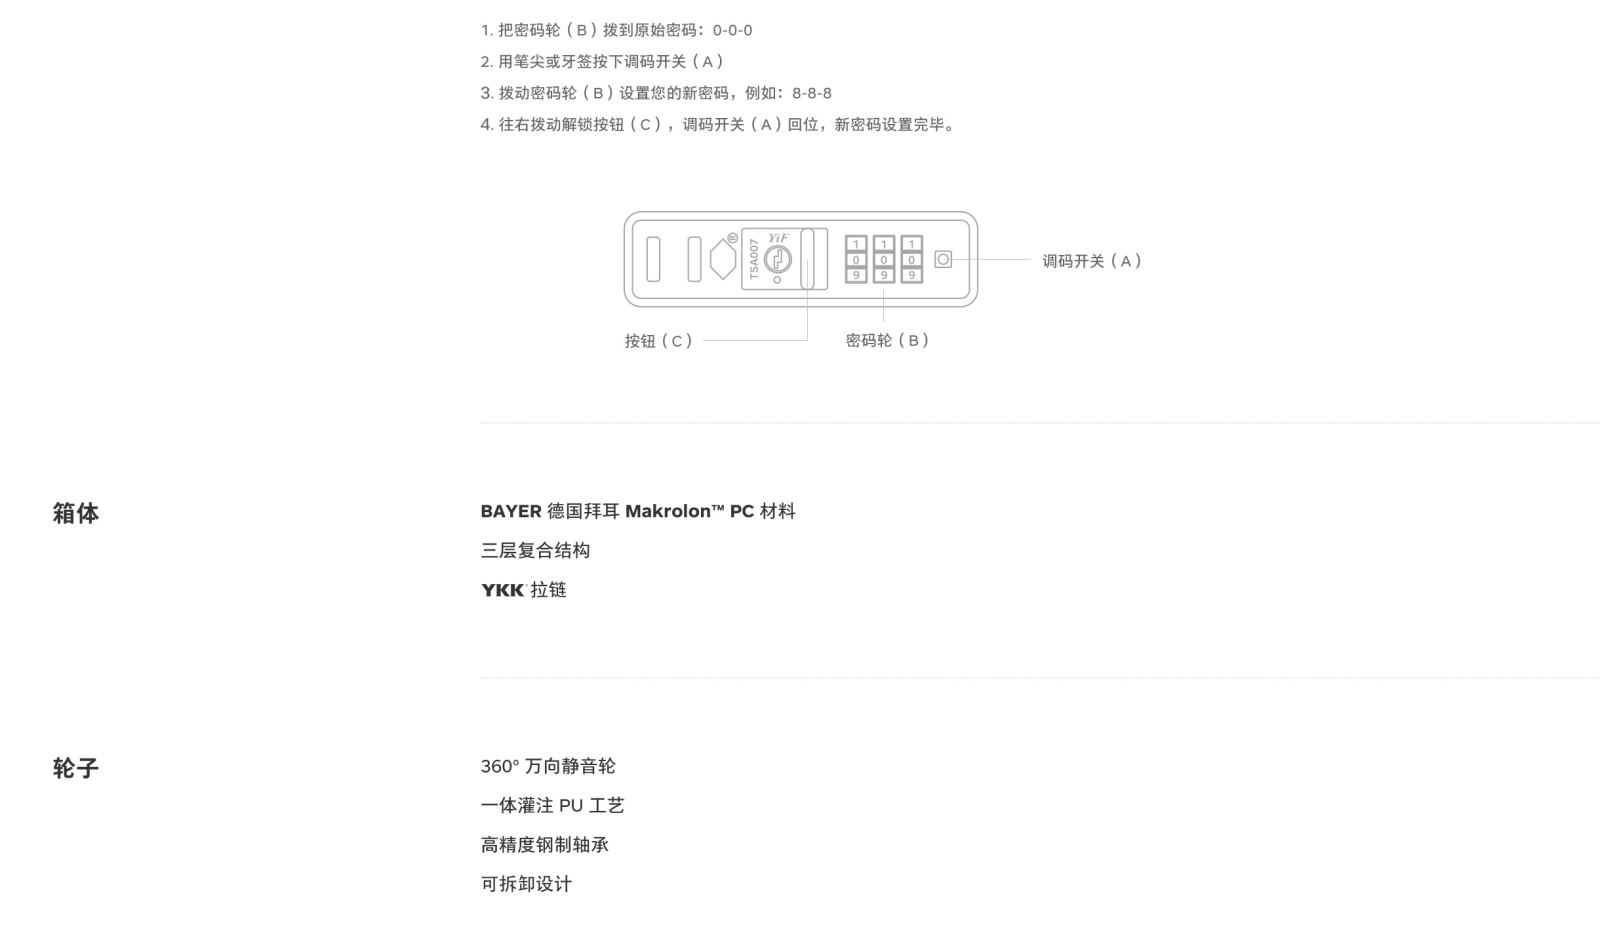 1. 把密码轮（B）拨到原始密码：0-0-0
2. 用笔尖或牙签按下调码开关（A）
3. 拨动密码轮（B）设置您的新密码，例如：8-8-8
4. 往右拨动解锁按钮（C），调码开关（A）回位，新密码设置完毕。
®
TSA007
YiF
1 1 1
0 0 0
9 9 9
调码开关（A）
按钮（C）
密码轮（B）
箱体
BAYER 德国拜耳 Makrolon™ PC 材料
三层复合结构
YKK 拉链
轮子
360° 万向静音轮
一体灌注 PU 工艺
高精度钢制轴承
可拆卸设计